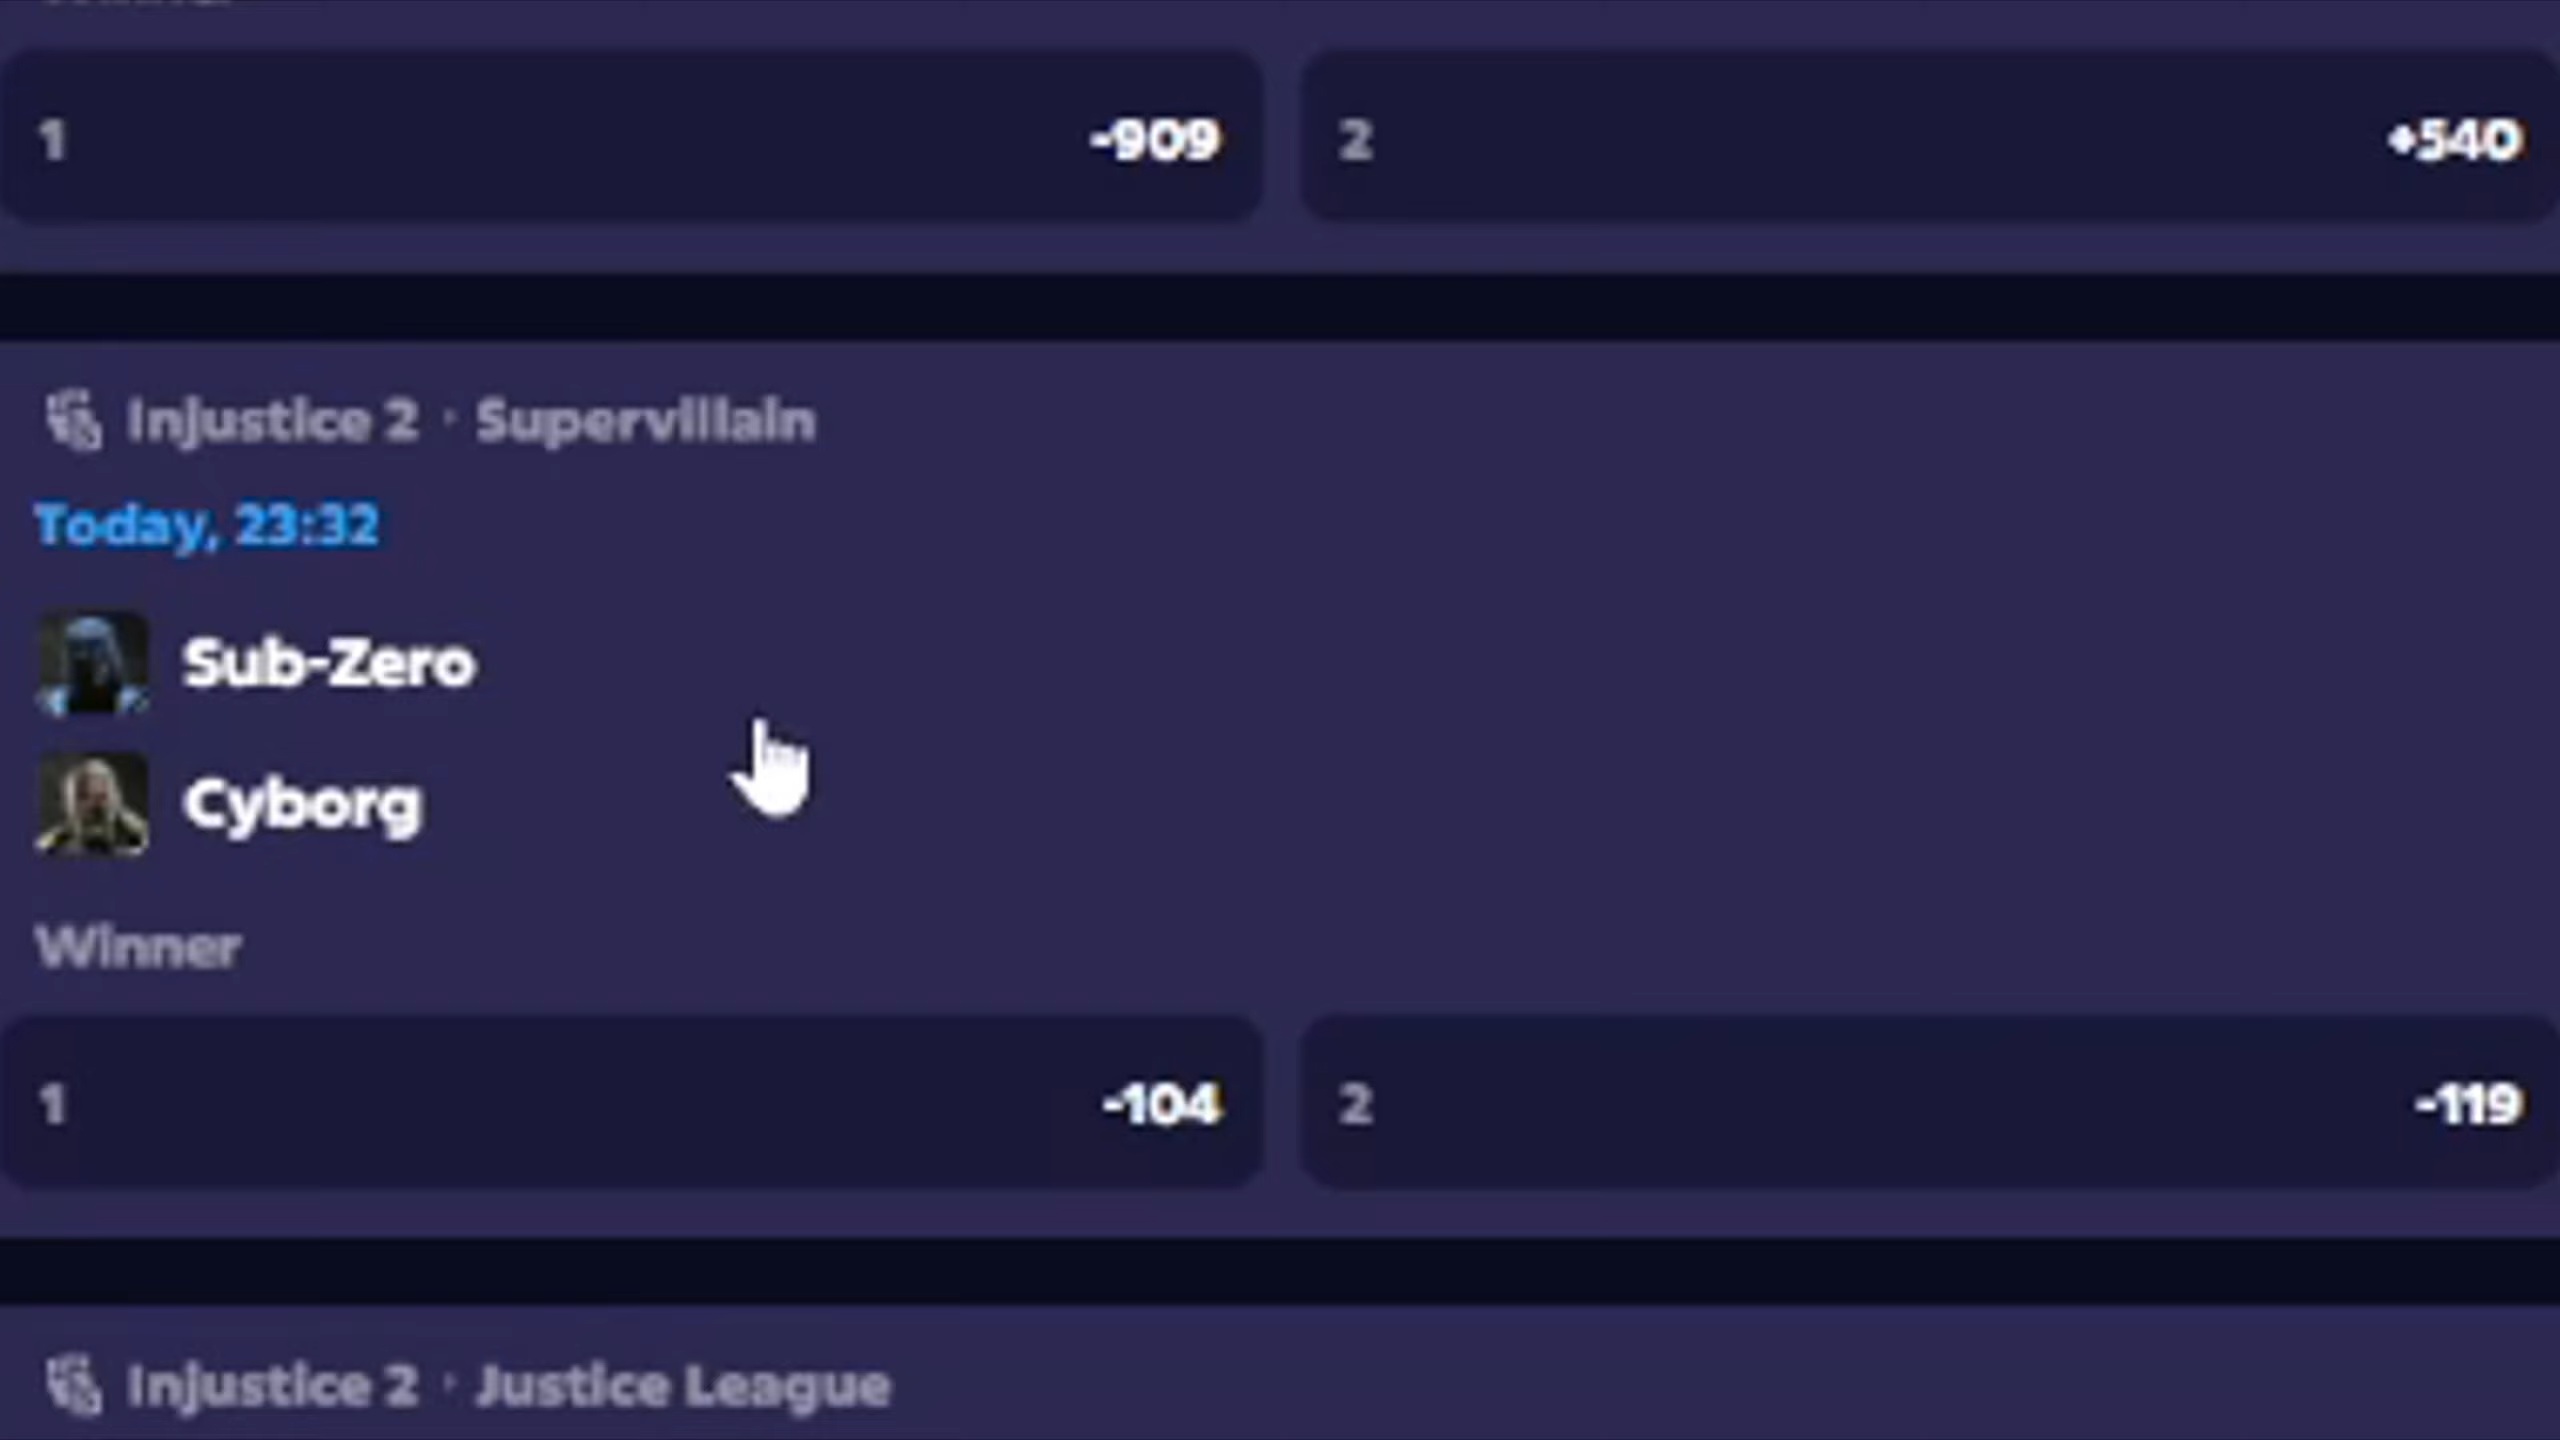 1 -909 2 +540
Injustice 2 · Supervillain
Today, 23:32
Sub-Zero
Cyborg
Winner
1 -104 2 -119
Injustice 2 · Justice League